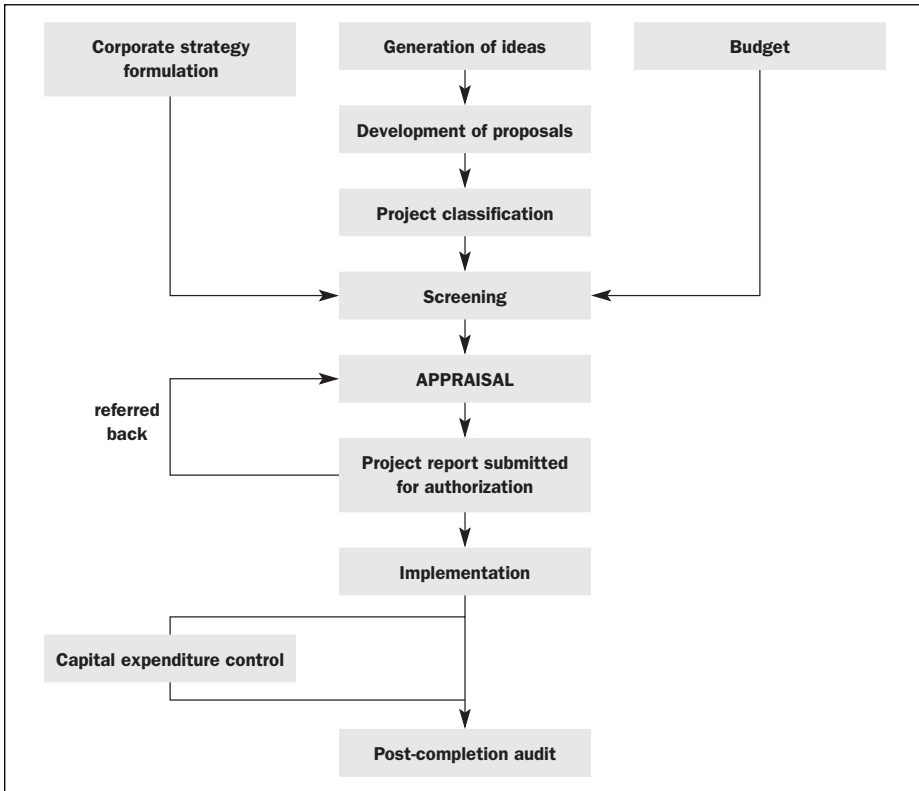 Corporate strategy
formulation
Generation of ideas
Budget
Development of proposals
Project classification
Screening
APPRAISAL
referred
back
Project report submitted
for authorization
Implementation
Capital expenditure control
Post-completion audit